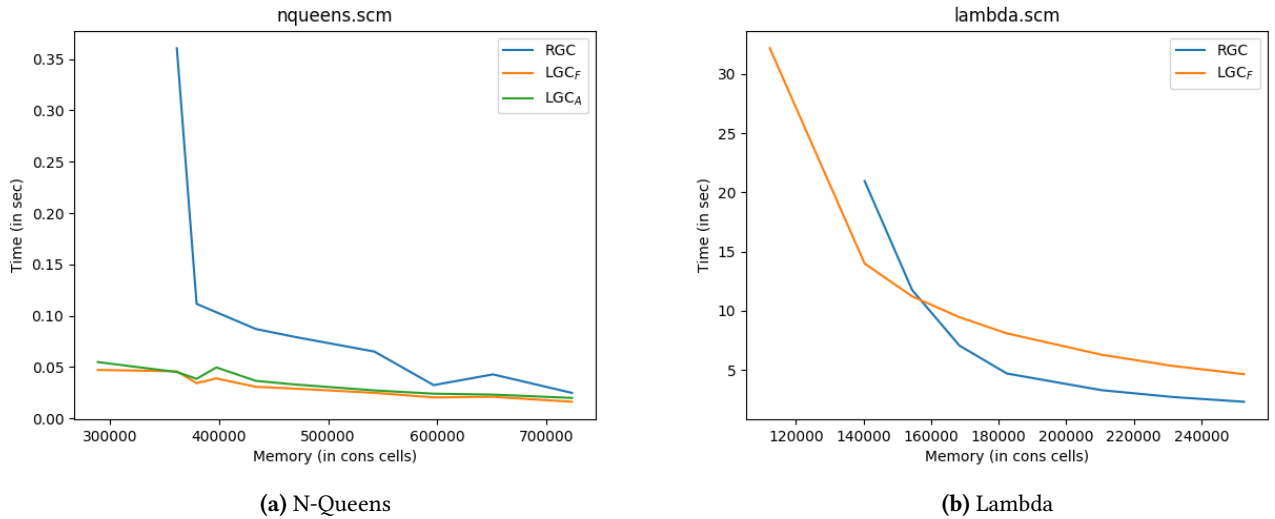 nqueens.scm
RGC
LGC_F
LGC_A
0.35
0.30
0.25
0.20
0.15
0.10
0.05
0.00
Time (in sec)
300000 400000 500000 600000 700000
Memory (in cons cells)
(a) N-Queens
lambda.scm
RGC
LGC_F
30
25
20
15
10
5
Time (in sec)
120000 140000 160000 180000 200000 220000 240000
Memory (in cons cells)
(b) Lambda